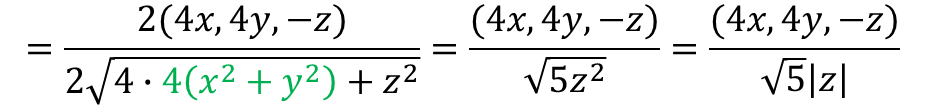 = 2(4x, 4y, −z) / 2√(4 · 4(x² + y²) + z²) = (4x, 4y, −z) / √(5z²) = (4x, 4y, −z) / √5|z|